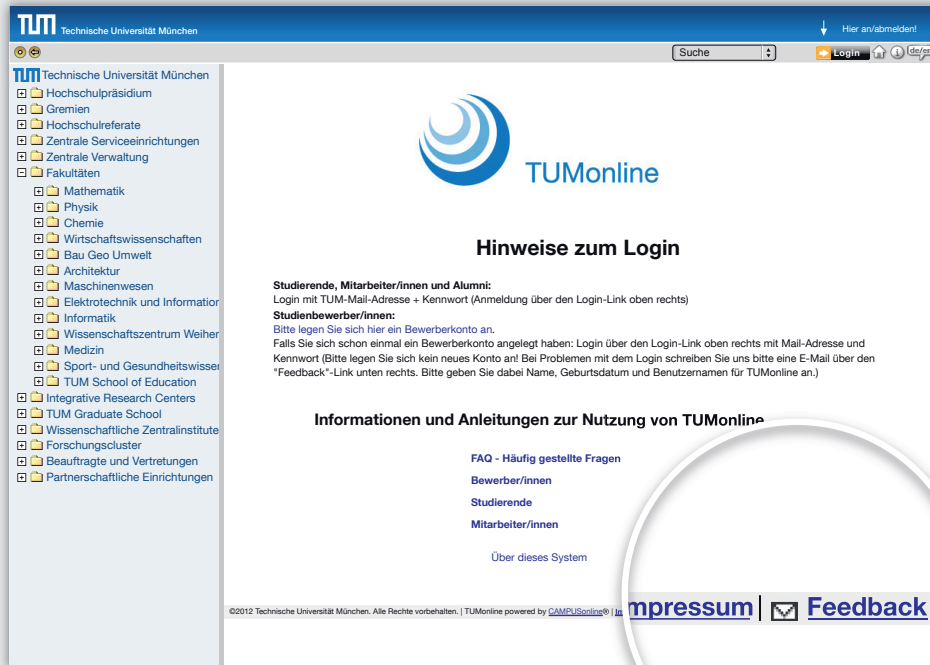 TUM Technische Universität München
Hier an/abmelden!
Suche
Login
de/en
TUM Technische Universität München
Hochschulpräsidium
Gremien
Hochschulreferate
Zentrale Serviceeinrichtungen
Zentrale Verwaltung
Fakultäten
Mathematik
Physik
Chemie
Wirtschaftswissenschaften
Bau Geo Umwelt
Architektur
Maschinenwesen
Elektrotechnik und Information
Informatik
Wissenschaftszentrum Weihen
Medizin
Sport- und Gesundheitswissen
TUM School of Education
Integrative Research Centers
TUM Graduate School
Wissenschaftliche Zentralinstitute
Forschungscluster
Beauftragte und Vertretungen
Partnerschaftliche Einrichtungen
TUMonline
Hinweise zum Login
Studierende, Mitarbeiter/innen und Alumni:
Login mit TUM-Mail-Adresse + Kennwort (Anmeldung über den Login-Link oben rechts)
Studienbewerber/innen:
Bitte legen Sie sich hier ein Bewerberkonto an.
Falls Sie sich schon einmal ein Bewerberkonto angelegt haben: Login über den Login-Link oben rechts mit Mail-Adresse und
Kennwort (Bitte legen Sie sich kein neues Konto an! Bei Problemen mit dem Login schreiben Sie uns bitte eine E-Mail über den
"Feedback"-Link unten rechts. Bitte geben Sie dabei Name, Geburtsdatum und Benutzernamen für TUMonline an.)
Informationen und Anleitungen zur Nutzung von TUMonline
FAQ - Häufig gestellte Fragen
Bewerber/innen
Studierende
Mitarbeiter/innen
Über dieses System
©2012 Technische Universität München. Alle Rechte vorbehalten. | TUMonline powered by CAMPUSonline® | Im
mpressum | Feedback